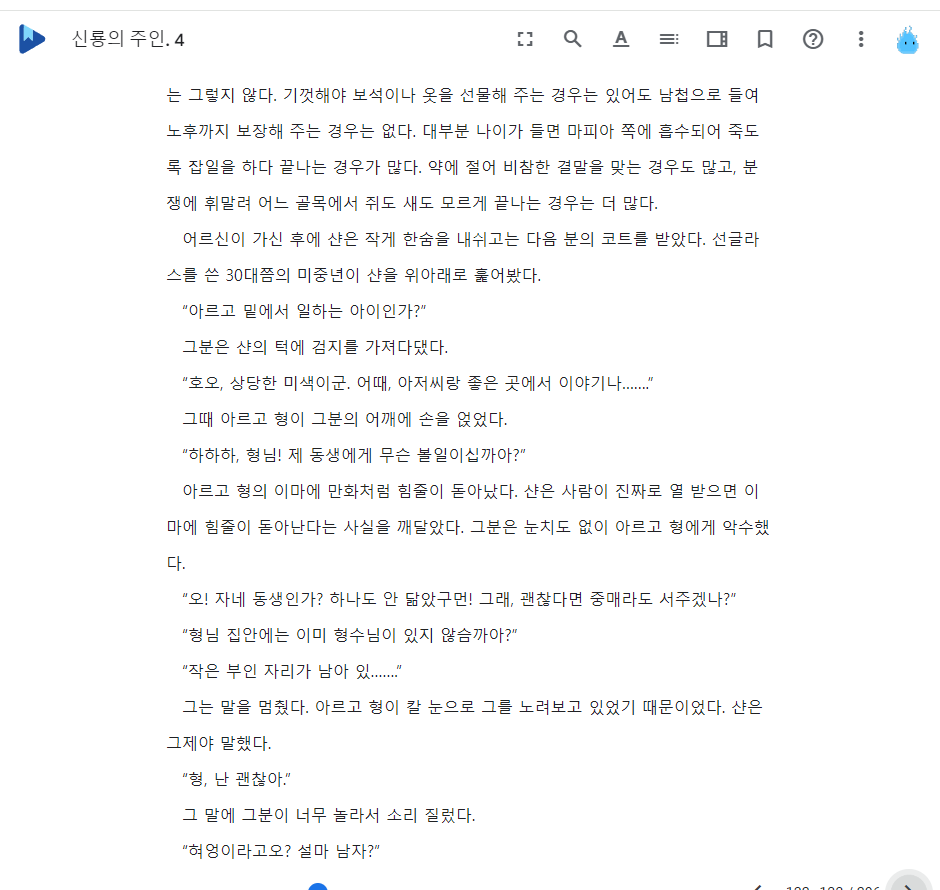 신룡의 주인. 4
는 그렇지 않다. 기껏해야 보석이나 옷을 선물해 주는 경우는 있어도 남첩으로 들여
노후까지 보장해 주는 경우는 없다. 대부분 나이가 들면 마피아 쪽에 흡수되어 죽도
록 잡일을 하다 끝나는 경우가 많다. 약에 절어 비참한 결말을 맞는 경우도 많고, 분
쟁에 휘말려 어느 골목에서 쥐도 새도 모르게 끝나는 경우는 더 많다.
어르신이 가신 후에 샨은 작게 한숨을 내쉬고는 다음 분의 코트를 받았다. 선글라
스를 쓴 30대쯤의 미중년이 샨을 위아래로 훑어봤다.
“아르고 밑에서 일하는 아이인가?”
그분은 샨의 턱에 검지를 가져다댔다.
“호오, 상당한 미색이군. 어때, 아저씨랑 좋은 곳에서 이야기나…….”
그때 아르고 형이 그분의 어깨에 손을 얹었다.
“하하하, 형님! 제 동생에게 무슨 볼일이십까아?”
아르고 형의 이마에 만화처럼 힘줄이 돋아났다. 샨은 사람이 진짜로 열 받으면 이
마에 힘줄이 돋아난다는 사실을 깨달았다. 그분은 눈치도 없이 아르고 형에게 악수했
다.
“오! 자네 동생인가? 하나도 안 닮았구먼! 그래, 괜찮다면 중매라도 서주겠나?”
“형님 집안에는 이미 형수님이 있지 않슴까아?”
“작은 부인 자리가 남아 있…….”
그는 말을 멈췄다. 아르고 형이 칼 눈으로 그를 노려보고 있었기 때문이었다. 샨은
그제야 말했다.
“형, 난 괜찮아.”
그 말에 그분이 너무 놀라서 소리 질렀다.
“혀엉이라고오? 설마 남자?”